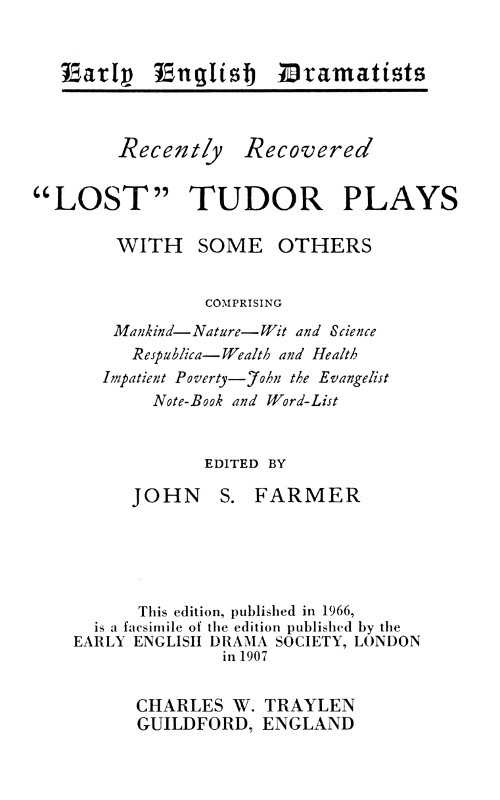 Early English Dramatists
Recently Recovered
“LOST” TUDOR PLAYS
WITH SOME OTHERS
COMPRISING
Mankind—Nature—Wit and Science
Respublica—Wealth and Health
Impatient Poverty—John the Evangelist
Note-Book and Word-List
EDITED BY
JOHN S. FARMER
This edition, published in 1966,
is a facsimile of the edition published by the
EARLY ENGLISH DRAMA SOCIETY, LONDON
in 1907
CHARLES W. TRAYLEN
GUILDFORD, ENGLAND